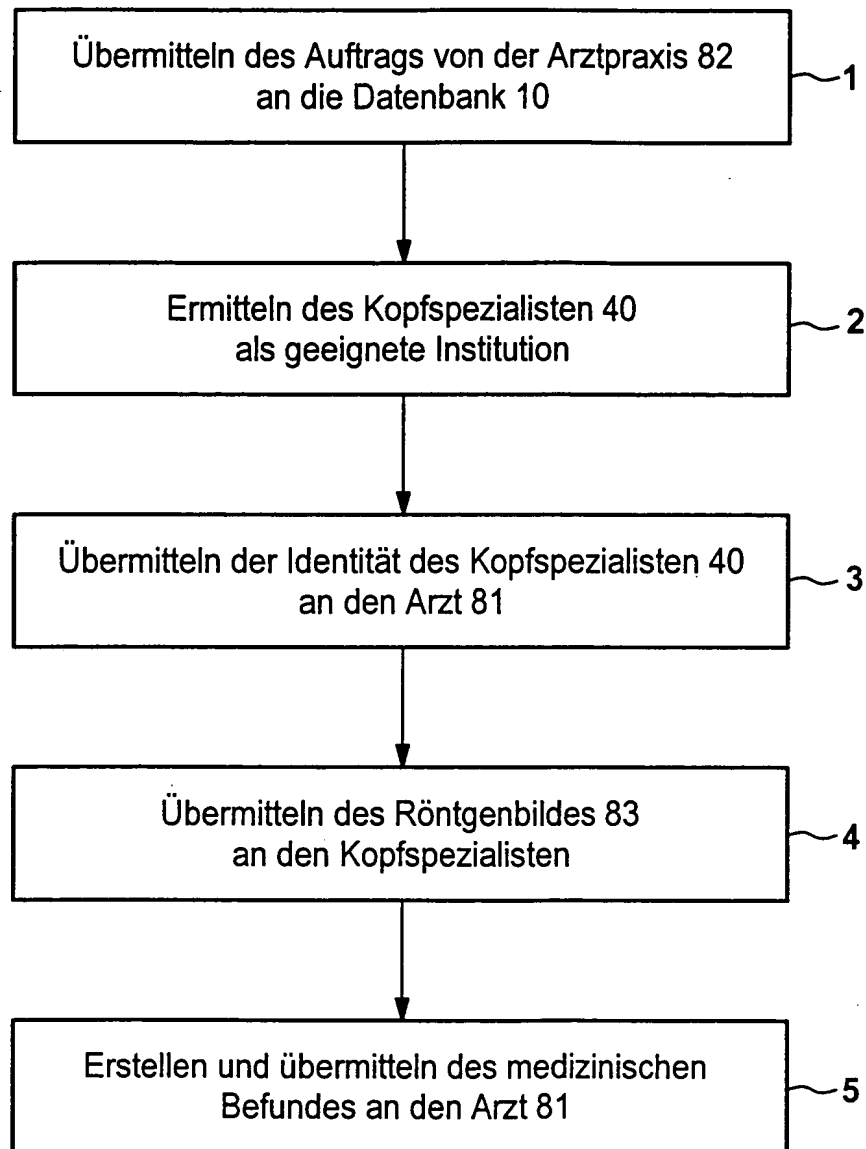 Übermitteln des Auftrags von der Arztpraxis 82
an die Datenbank 10
1
Ermitteln des Kopfspezialisten 40
als geeignete Institution
2
Übermitteln der Identität des Kopfspezialisten 40
an den Arzt 81
3
Übermitteln des Röntgenbildes 83
an den Kopfspezialisten
4
Erstellen und übermitteln des medizinischen
Befundes an den Arzt 81
5